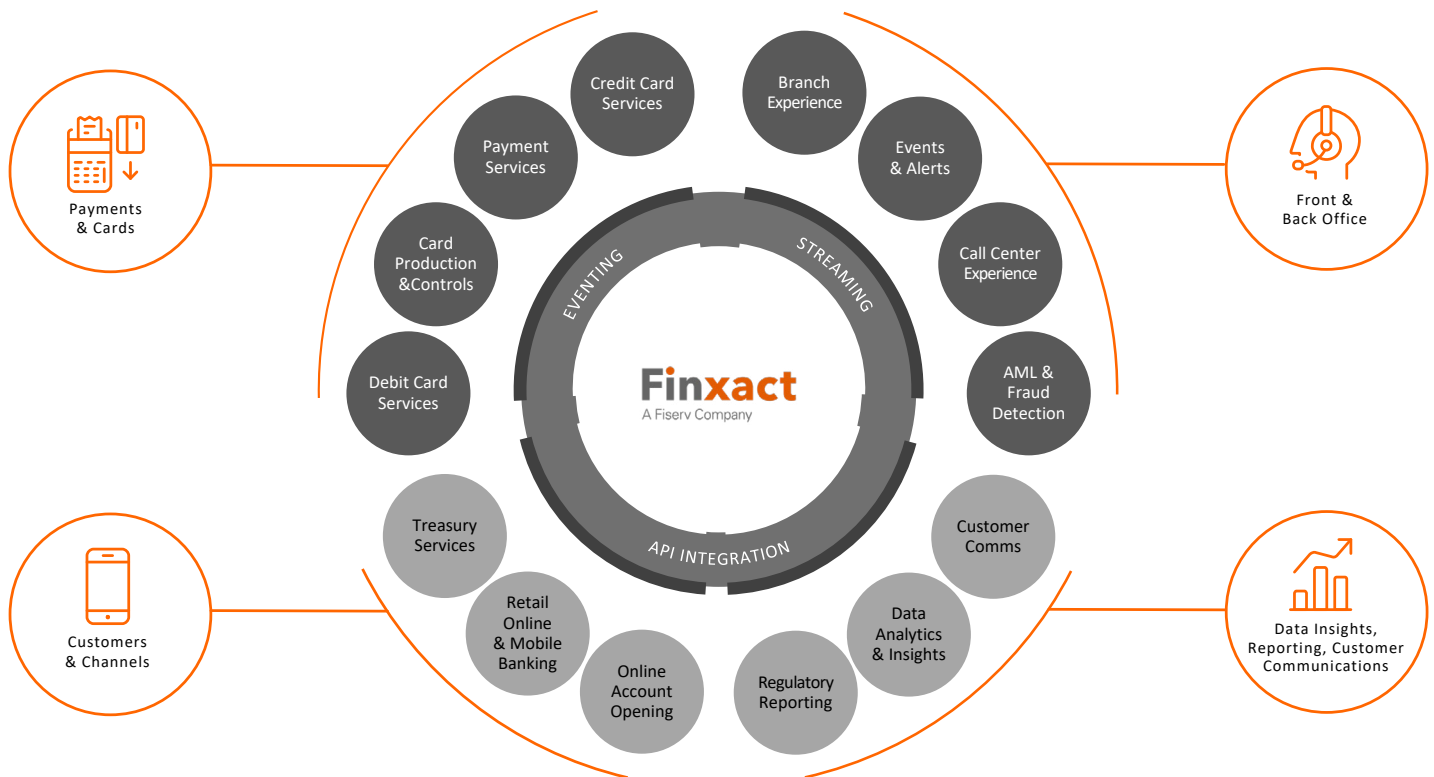 Payments
& Cards
Credit Card
Services
Payment
Services
Card
Production
&Controls
Debit Card
Services
Branch
Experience
Events
& Alerts
Call Center
Experience
AML &
Fraud
Detection
Front &
Back Office
EVENTING
STREAMING
Finxact
A Fiserv Company
API INTEGRATION
Customers
& Channels
Treasury
Services
Retail
Online
& Mobile
Banking
Online
Account
Opening
Customer
Comms
Data
Analytics
& Insights
Regulatory
Reporting
Data Insights,
Reporting, Customer
Communications